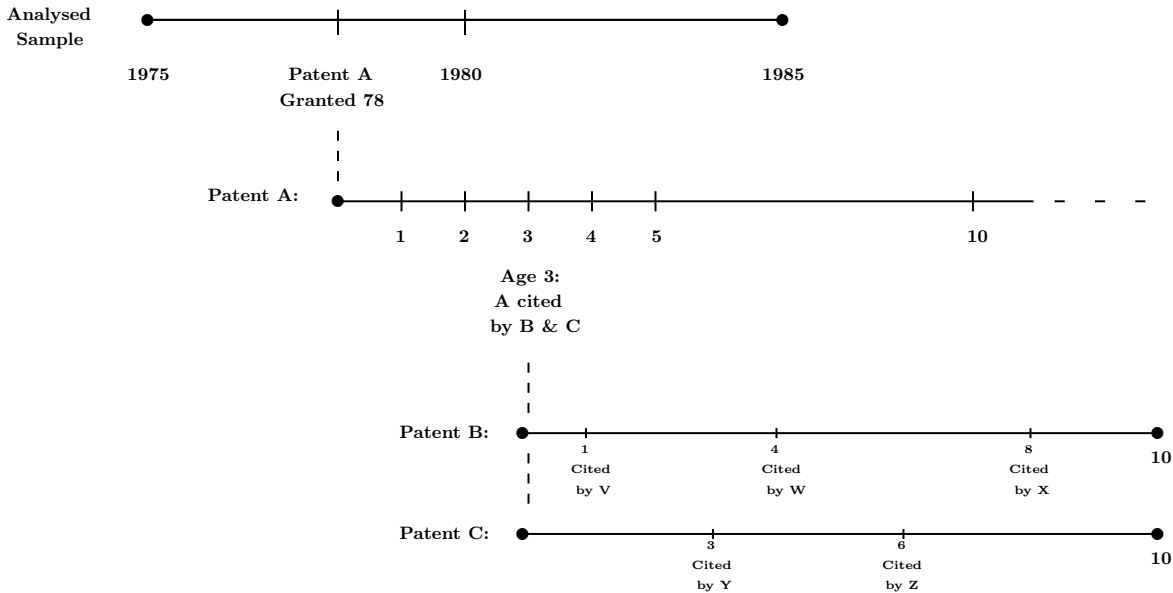 Analysed
Sample
1975
Patent A
Granted 78
1980
1985
Patent A:
1
2
3
4
5
10
Age 3:
A cited
by B & C
Patent B:
1
Cited
by V
4
Cited
by W
8
Cited
by X
10
Patent C:
3
Cited
by Y
6
Cited
by Z
10